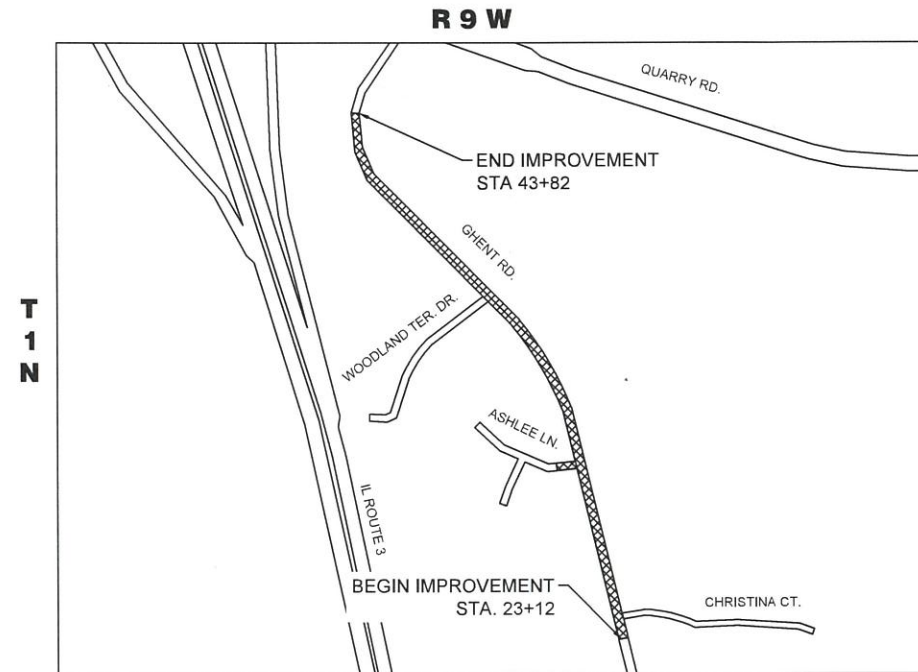 R 9 W
QUARRY RD.
END IMPROVEMENT
STA 43+82
GHENT RD.
T
1
N
WOODLAND TER. DR.
ASHLEE LN.
IL ROUTE 3
BEGIN IMPROVEMENT
STA. 23+12
CHRISTINA CT.